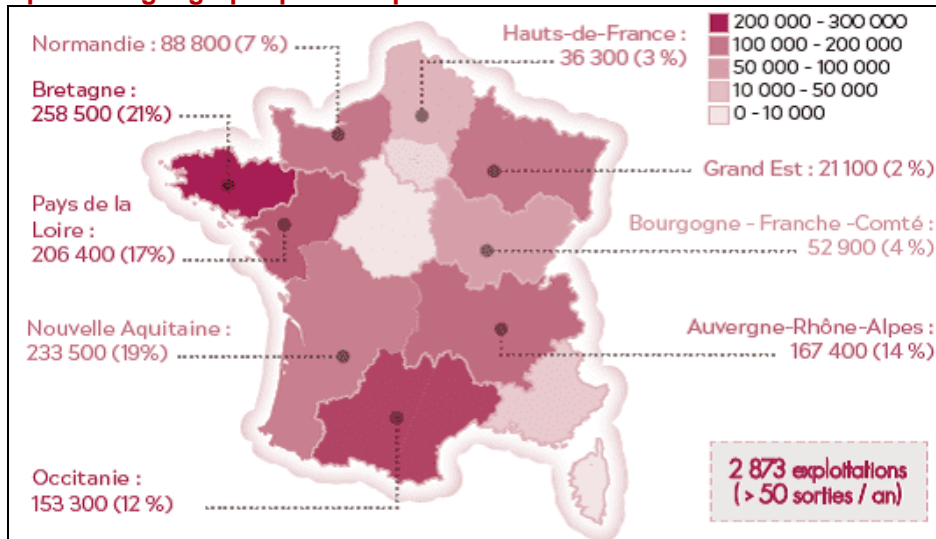 Normandie : 88 800 (7 %)
Bretagne :
258 500 (21%)
Pays de la
Loire :
206 400 (17%)
Nouvelle Aquitaine :
233 500 (19%)
Occitanie :
153 300 (12 %)
Hauts-de-France :
36 300 (3 %)
200 000 - 300 000
100 000 - 200 000
50 000 - 100 000
10 000 - 50 000
0 - 10 000
Grand Est : 21 100 (2 %)
Bourgogne - Franche -Comté :
52 900 (4 %)
Auvergne-Rhône-Alpes :
167 400 (14 %)
2 873 exploitations
(> 50 sorties / an)